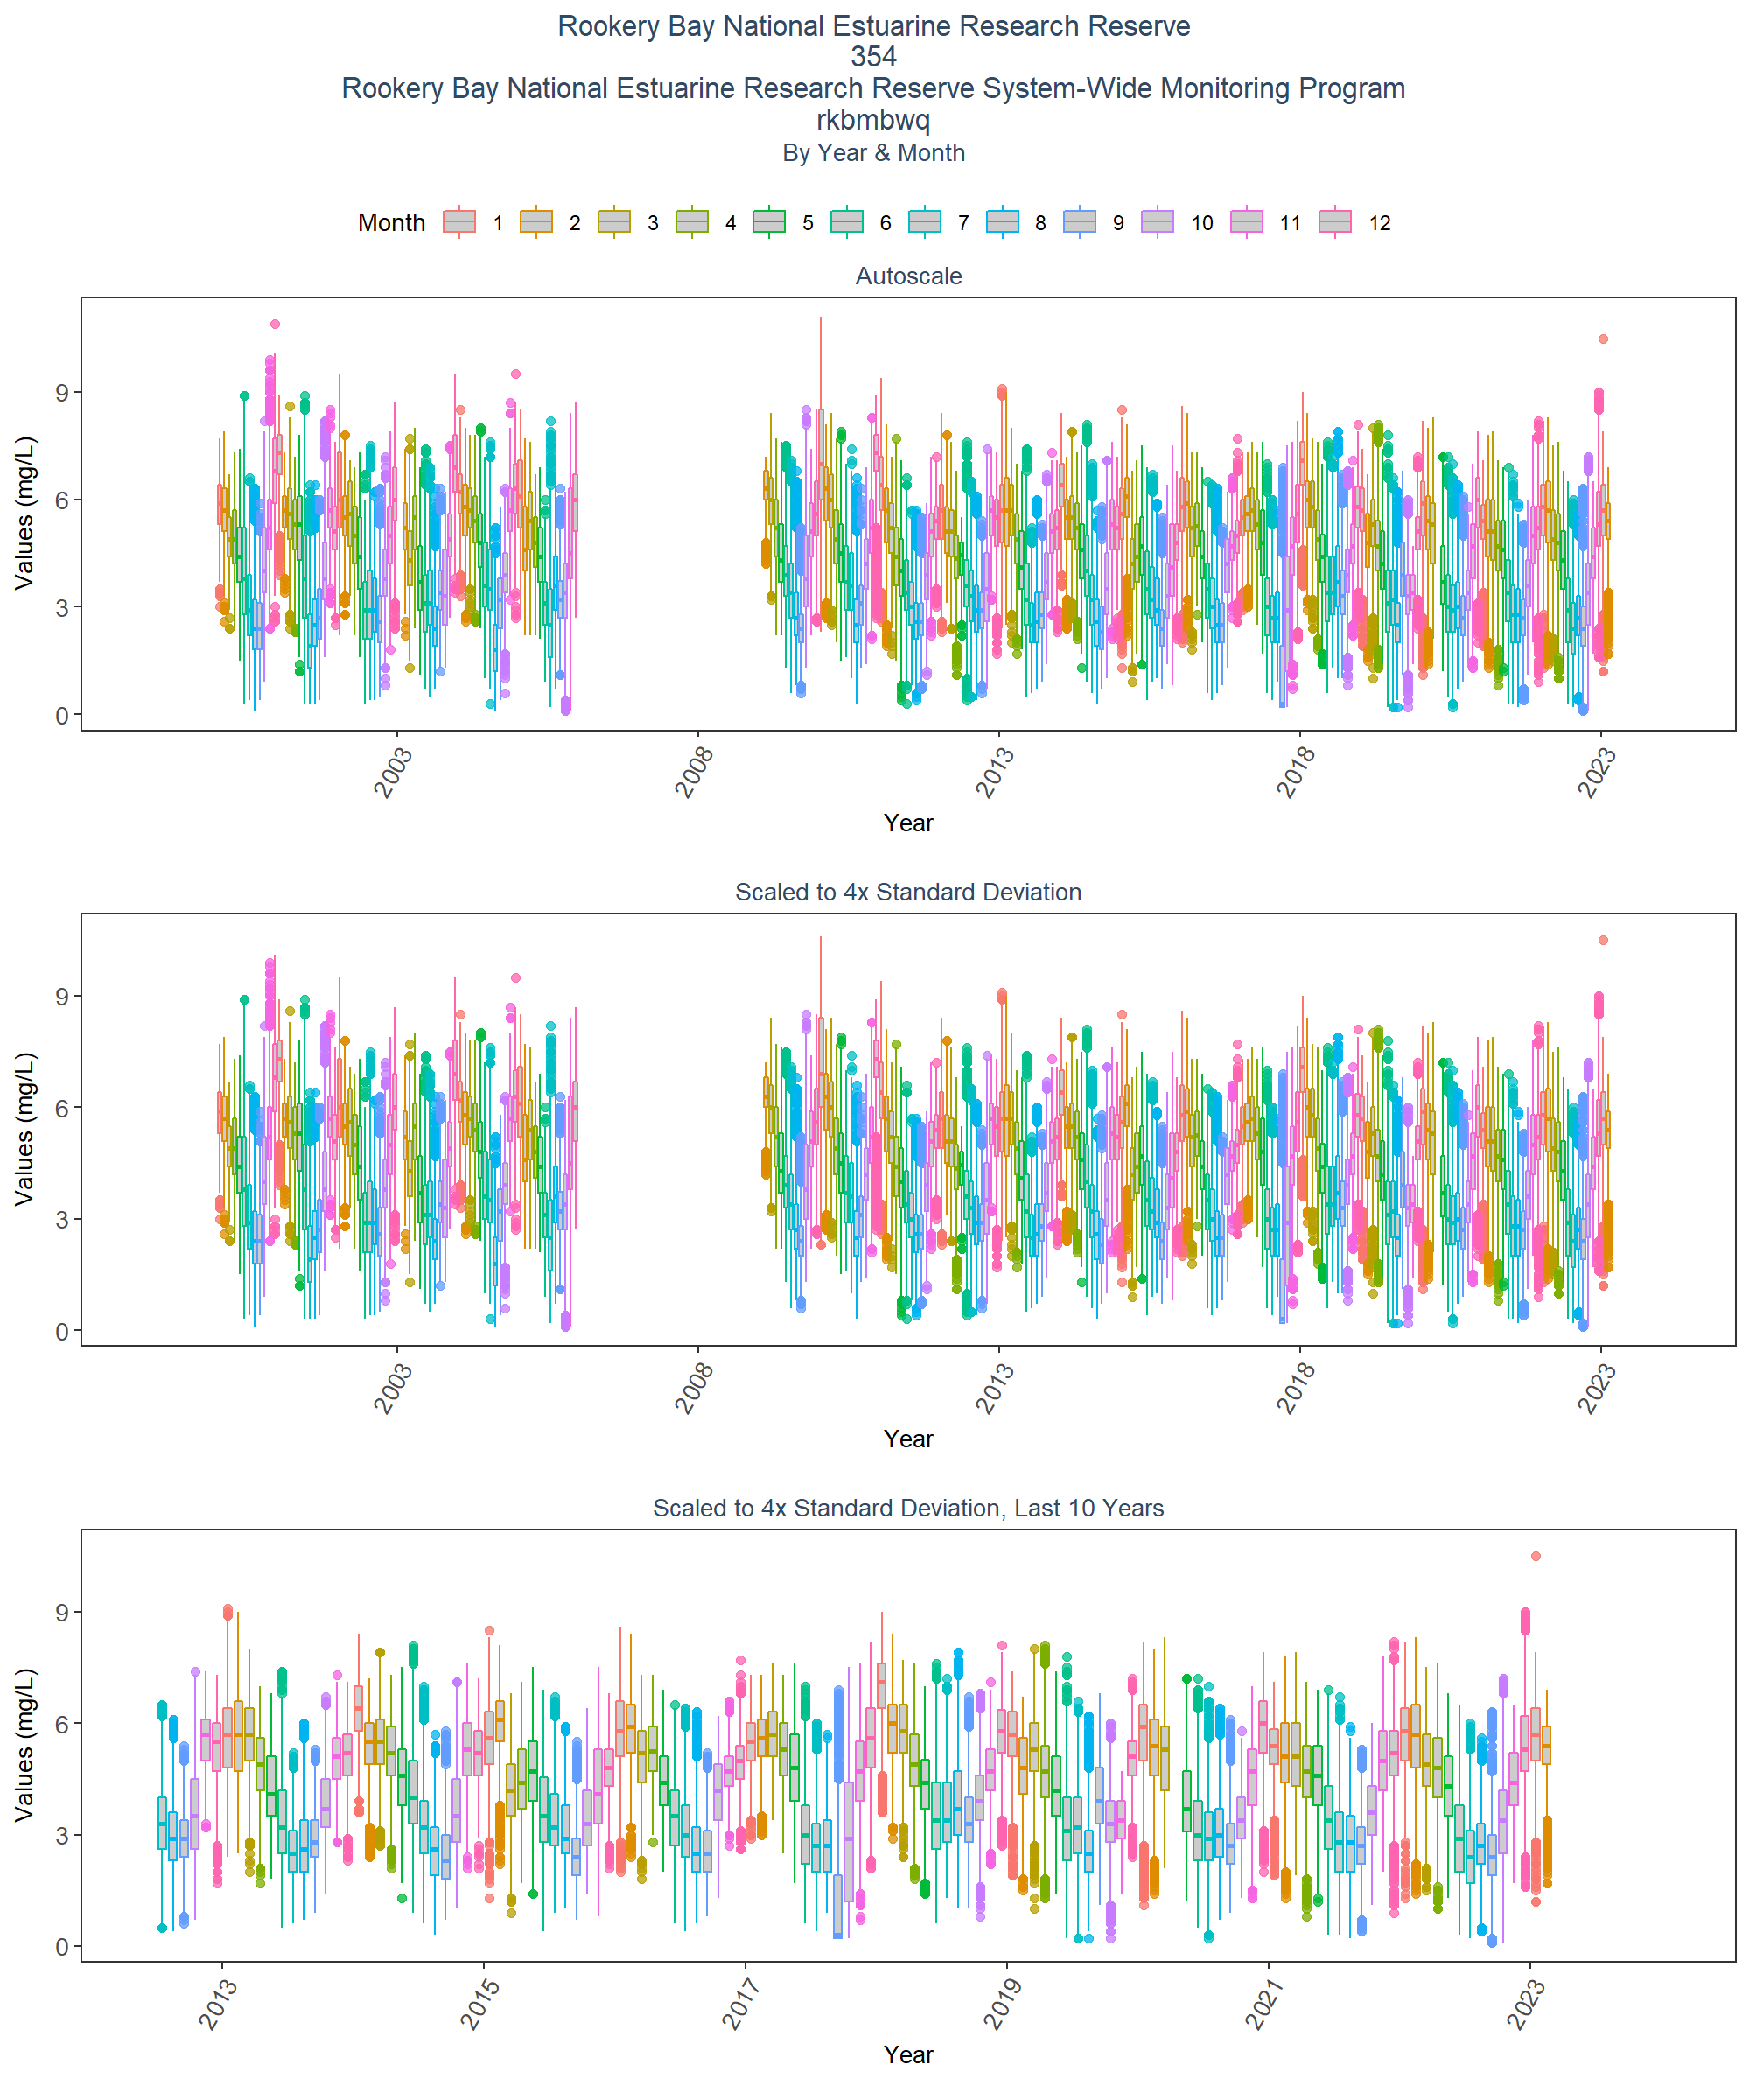 Rookery Bay National Estuarine Research Reserve
354
Rookery Bay National Estuarine Research Reserve System-Wide Monitoring Program
rkbmbwq
By Year & Month
Month 1 2 3 4 5 6 7 8 9 10 11 12
Autoscale
Values (mg/L)
9
6
3
0
2003 2008 2013 2018 2023
Year
Scaled to 4x Standard Deviation
Values (mg/L)
9
6
3
0
2003 2008 2013 2018 2023
Year
Scaled to 4x Standard Deviation, Last 10 Years
Values (mg/L)
9
6
3
0
2013 2015 2017 2019 2021 2023
Year